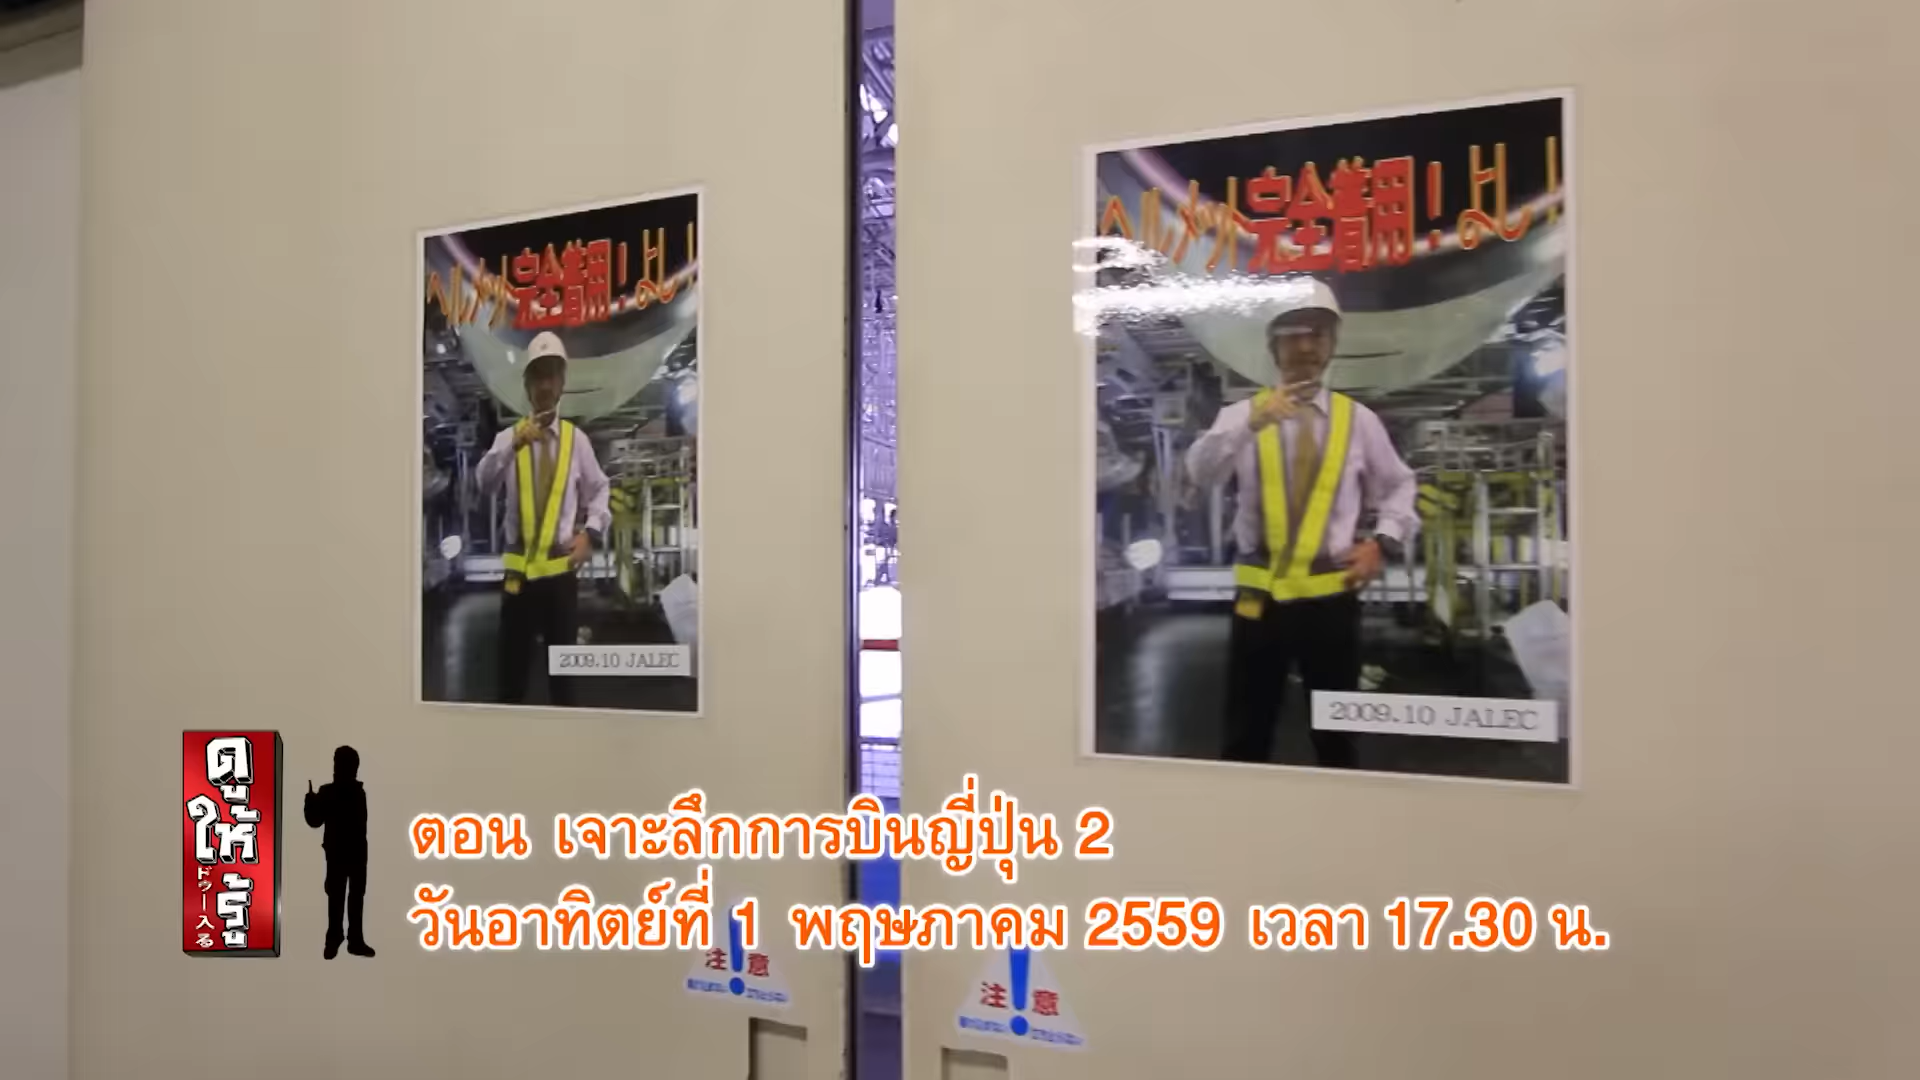 ヘルメット完全着用!よし!
2009.10 JALEC
ヘルメット完全着用!よし!
2009.10 JALEC
ดูให้รู้
ドゥー入る
ตอน เจาะลึกการบินญี่ปุ่น 2
วันอาทิตย์ที่ 1 พฤษภาคม 2559 เวลา 17.30 น.
注意
注意